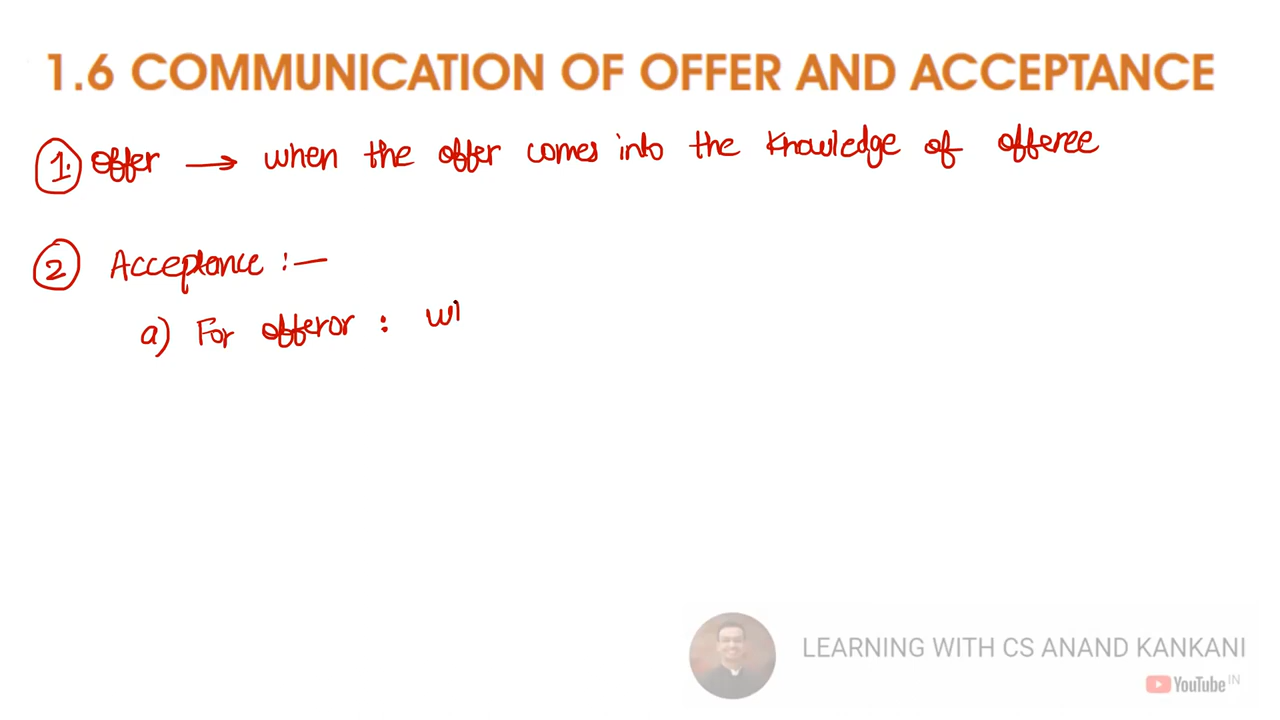 1.6 COMMUNICATION OF OFFER AND ACCEPTANCE
1. Offer → when the offer comes into the knowledge of offeree
2 Acceptance :—
a) For offeror : wh
LEARNING WITH CS ANAND KANKANI
YouTube IN